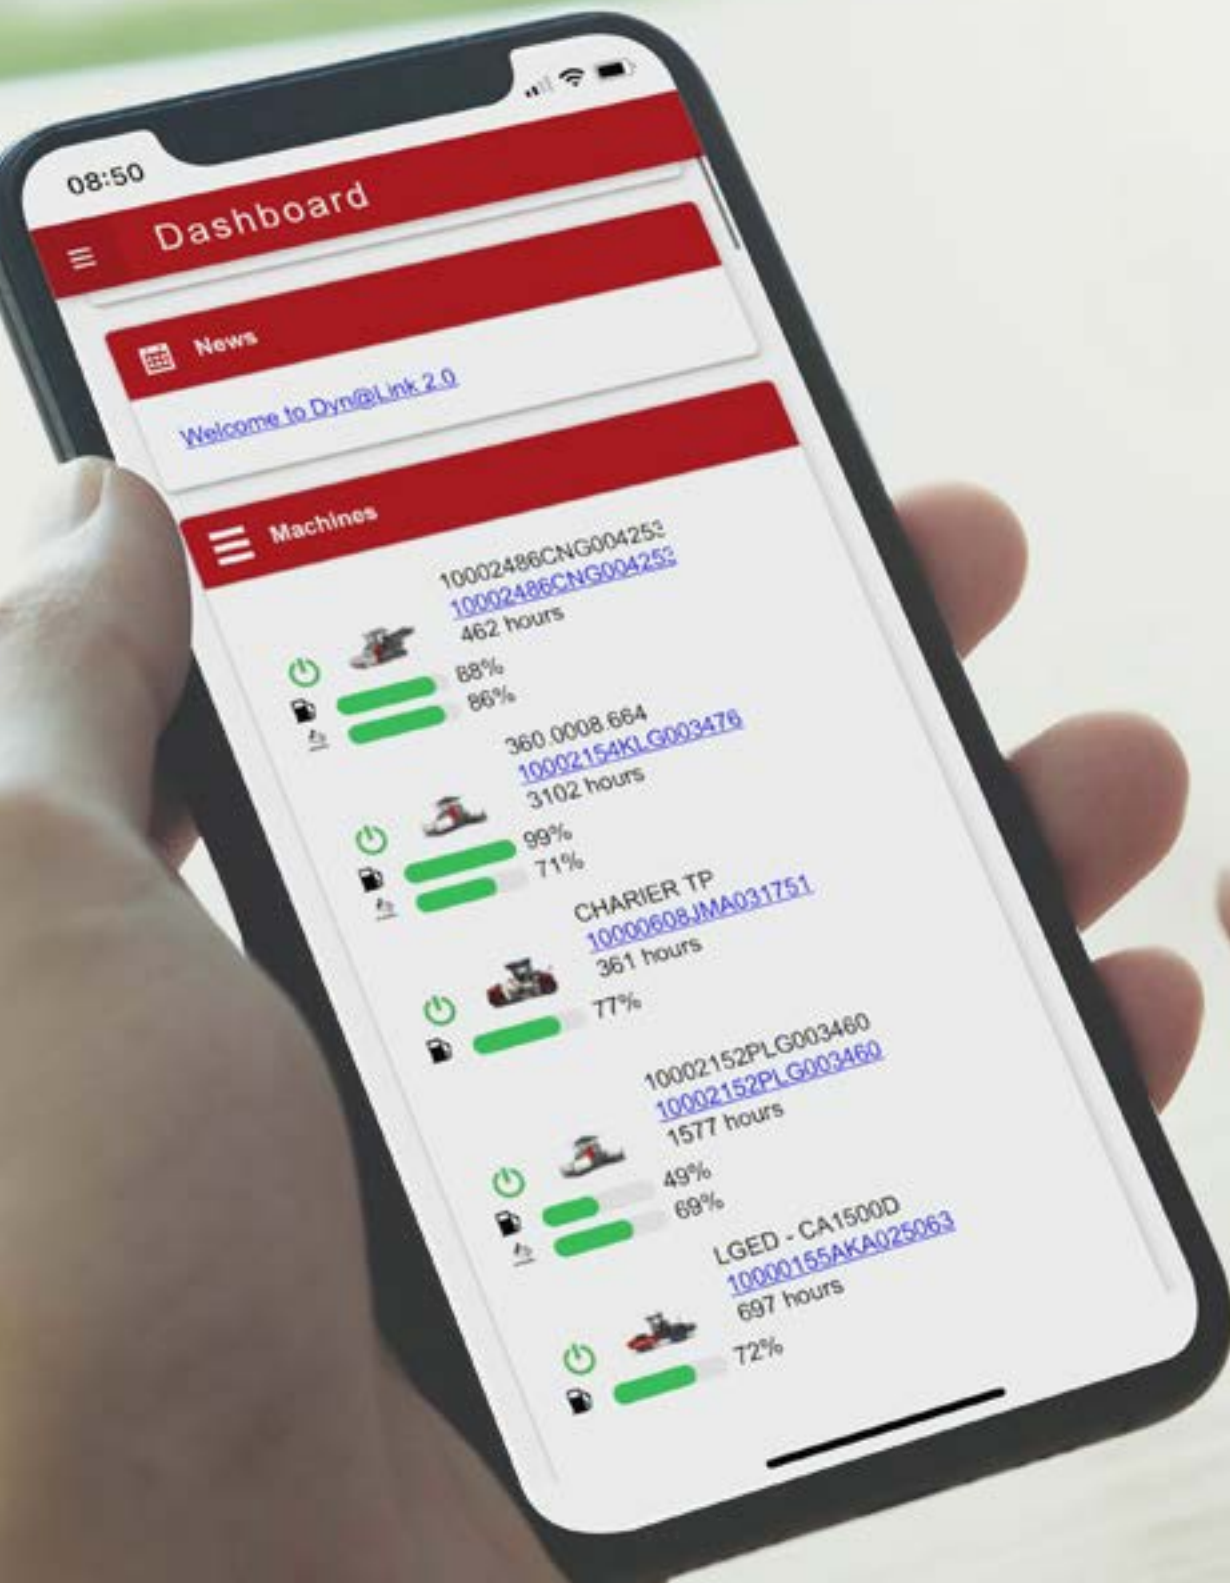 08:50
Dashboard
News
Welcome to Dyn@Link 2.0
Machines
10002486CNG004253
10002486CNG004253
462 hours
88%
86%
360.0008.664
10002154KLG003476
3102 hours
99%
71%
CHARIER TP
10000608JMA031751
361 hours
77%
10002152PLG003460
10002152PLG003460
1577 hours
49%
69%
LGED - CA1500D
10000155AKA025063
697 hours
72%